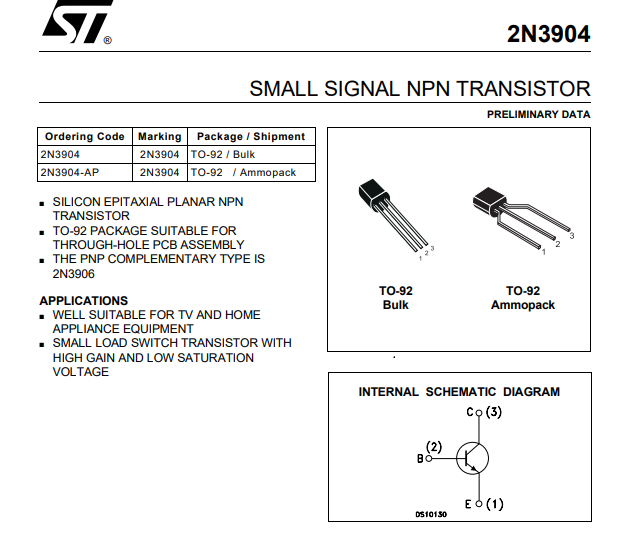 ST®
2N3904
SMALL SIGNAL NPN TRANSISTOR
PRELIMINARY DATA
Ordering Code Marking Package / Shipment
2N3904 2N3904 TO-92 / Bulk
2N3904-AP 2N3904 TO-92 / Ammopack
■ SILICON EPITAXIAL PLANAR NPN
TRANSISTOR
■ TO-92 PACKAGE SUITABLE FOR
THROUGH-HOLE PCB ASSEMBLY
■ THE PNP COMPLEMENTARY TYPE IS
2N3906
APPLICATIONS
■ WELL SUITABLE FOR TV AND HOME
APPLIANCE EQUIPMENT
■ SMALL LOAD SWITCH TRANSISTOR WITH
HIGH GAIN AND LOW SATURATION
VOLTAGE
1 2 3
1 2 3
TO-92 TO-92
Bulk Ammopack
INTERNAL SCHEMATIC DIAGRAM
C (3)
(2)
B
E (1)
DS10130